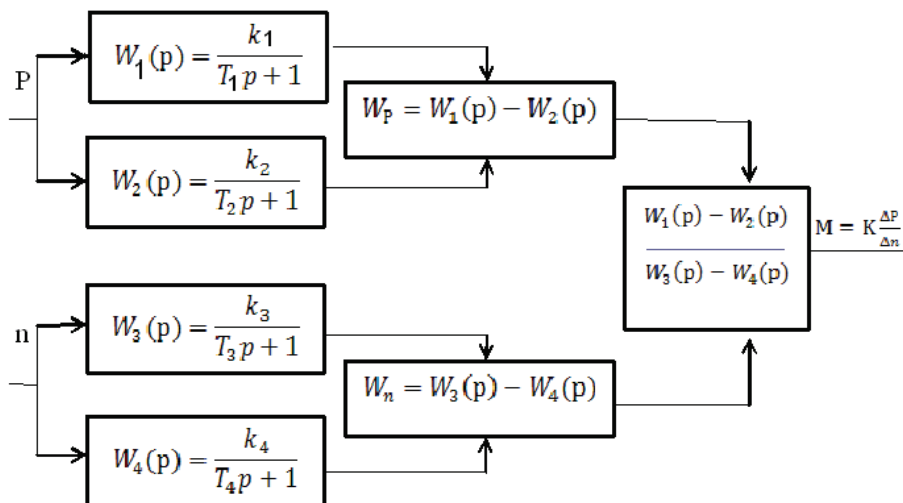 P
W₁(p) = k₁ / (T₁p + 1)
W₂(p) = k₂ / (T₂p + 1)
W_P = W₁(p) − W₂(p)
W₁(p) − W₂(p)
W₃(p) − W₄(p)
M = K ΔP / Δn
n
W₃(p) = k₃ / (T₃p + 1)
W₄(p) = k₄ / (T₄p + 1)
Wₙ = W₃(p) − W₄(p)